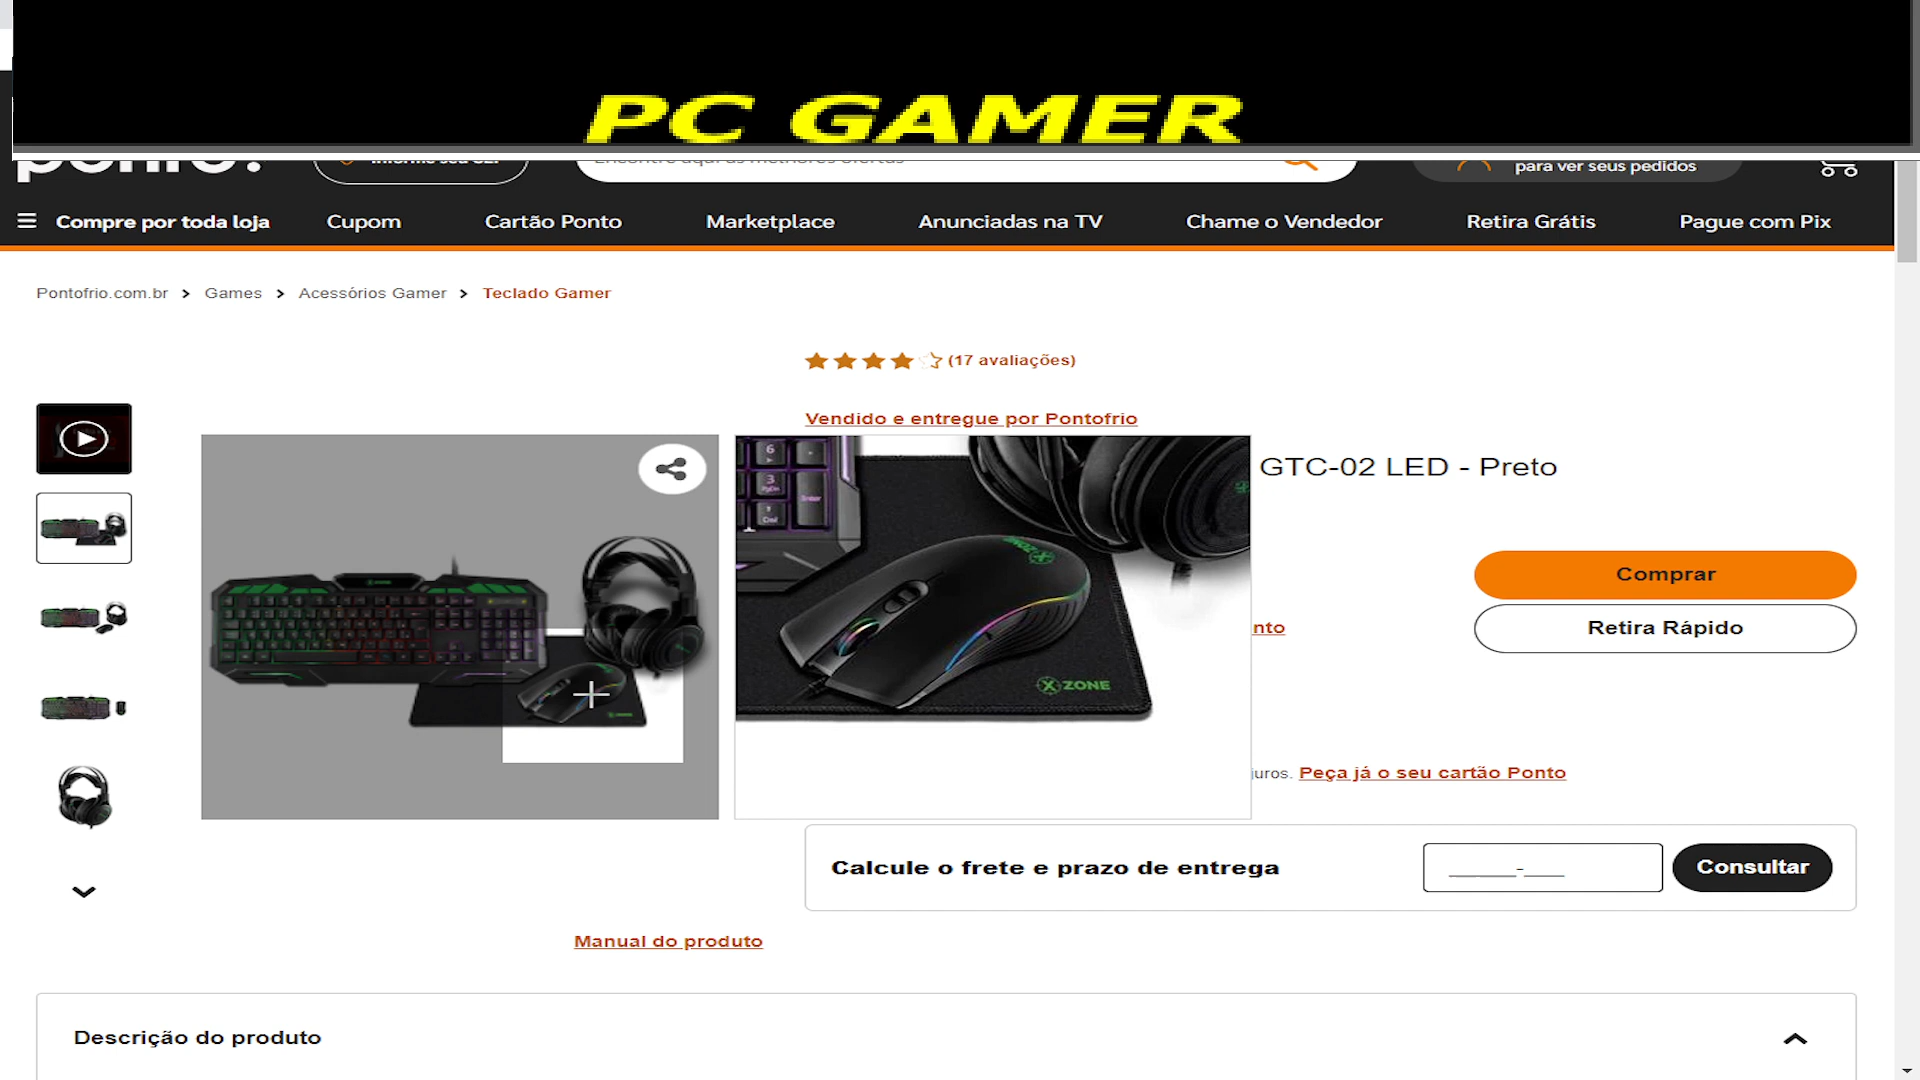 PC GAMER
para ver seus pedidos
Compre por toda loja
Cupom
Cartão Ponto
Marketplace
Anunciadas na TV
Chame o Vendedor
Retira Grátis
Pague com Pix
Pontofrio.com.br > Games > Acessórios Gamer > Teclado Gamer
(17 avaliações)
Vendido e entregue por Pontofrio
GTC-02 LED - Preto
Comprar
nto
Retira Rápido
X ZONE
juros. Peça já o seu cartão Ponto
Calcule o frete e prazo de entrega
Consultar
Manual do produto
Descrição do produto